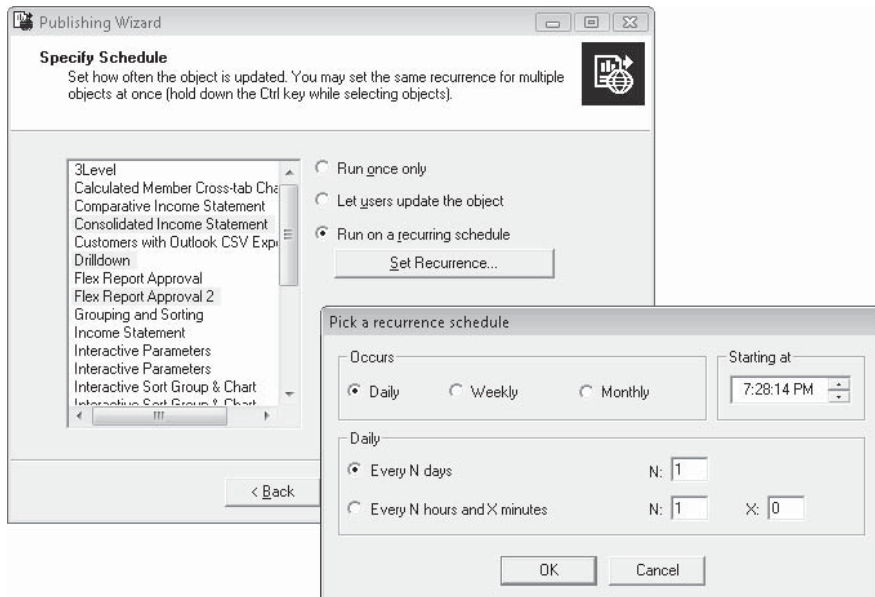 Publishing Wizard
Specify Schedule
Set how often the object is updated. You may set the same recurrence for multiple
objects at once (hold down the Ctrl key while selecting objects).
3Level
Calculated Member Cross-tab Cha
Comparative Income Statement
Consolidated Income Statement
Customers with Outlook CSV Exp
Drilldown
Flex Report Approval
Flex Report Approval 2
Grouping and Sorting
Income Statement
Interactive Parameters
Interactive Parameters
Interactive Sort Group & Chart
Interactive Sort Group & Chart
Run once only
Let users update the object
Run on a recurring schedule
Set Recurrence...
< Back
Pick a recurrence schedule
Occurs
Daily Weekly Monthly
Starting at
7:28:14 PM
Daily
Every N days N: 1
Every N hours and X minutes N: 1 X: 0
OK Cancel